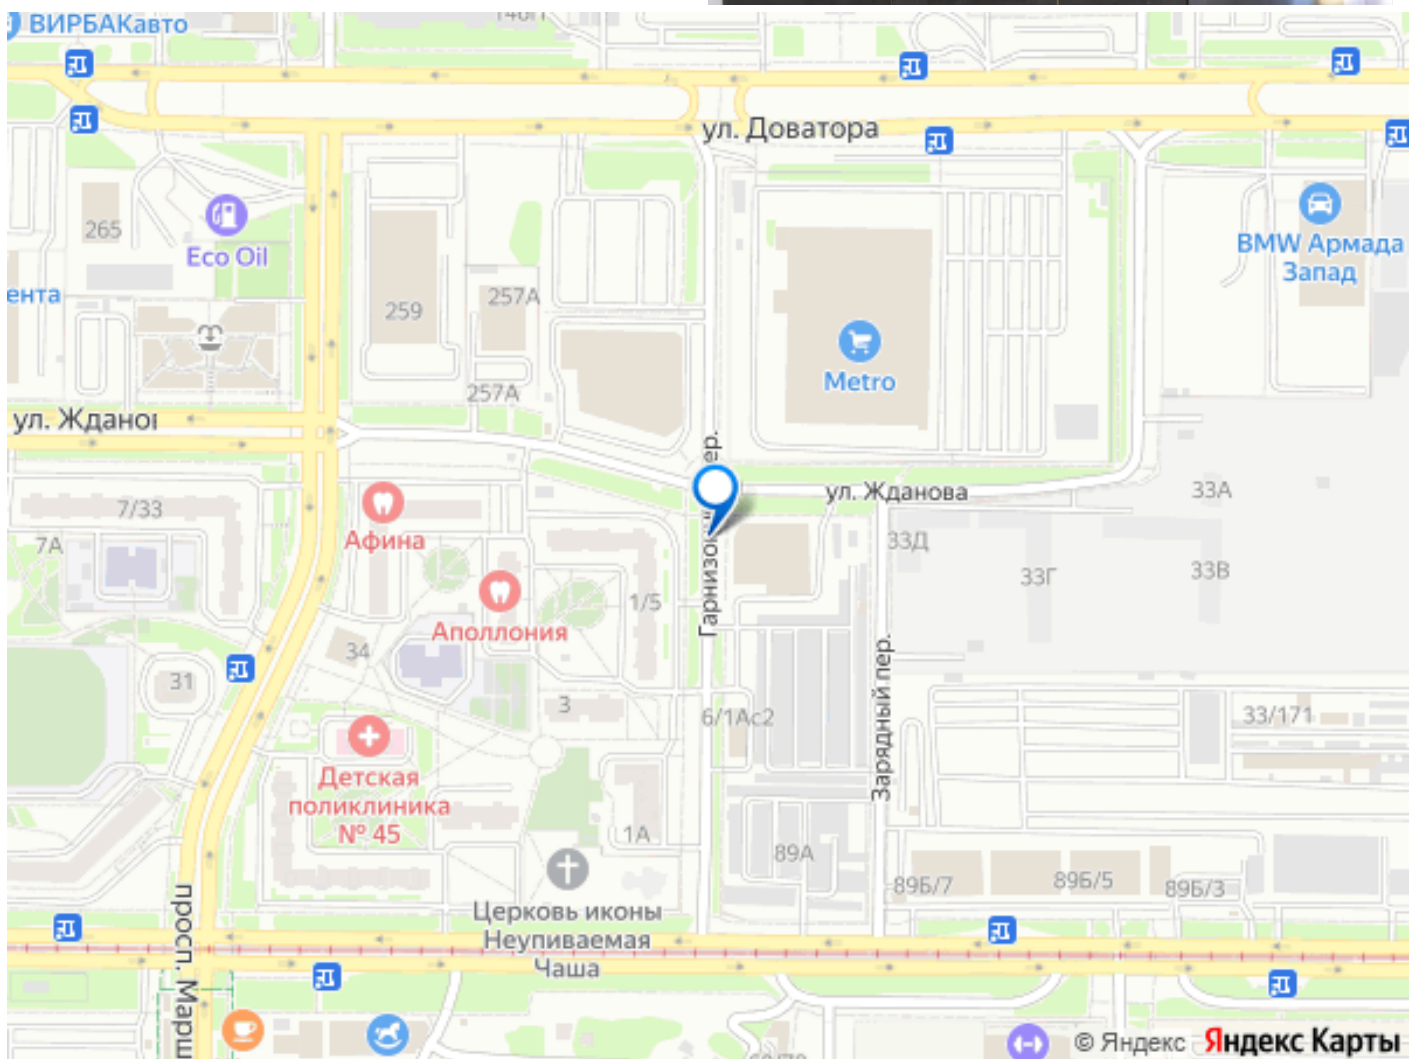 ВИРБАКавто
ул. Доватора
265
Eco Oil
BMW Армада
Запад
ента
257А
259
Metro
257А
ул. Жданов
Гарнизон
ер.
ул. Жданова
33А
7/33
Афина
7А
33Д
33Г
33В
1/5
Аполлония
34
31
3
6/1Ас2
Зарядный пер.
33/171
Детская
поликлиника
№ 45
1А
89А
89Б/7
89Б/5
89Б/3
Церковь иконы
Неупиваемая
Чаша
просп. Марш
© Яндекс
Яндекс Карты